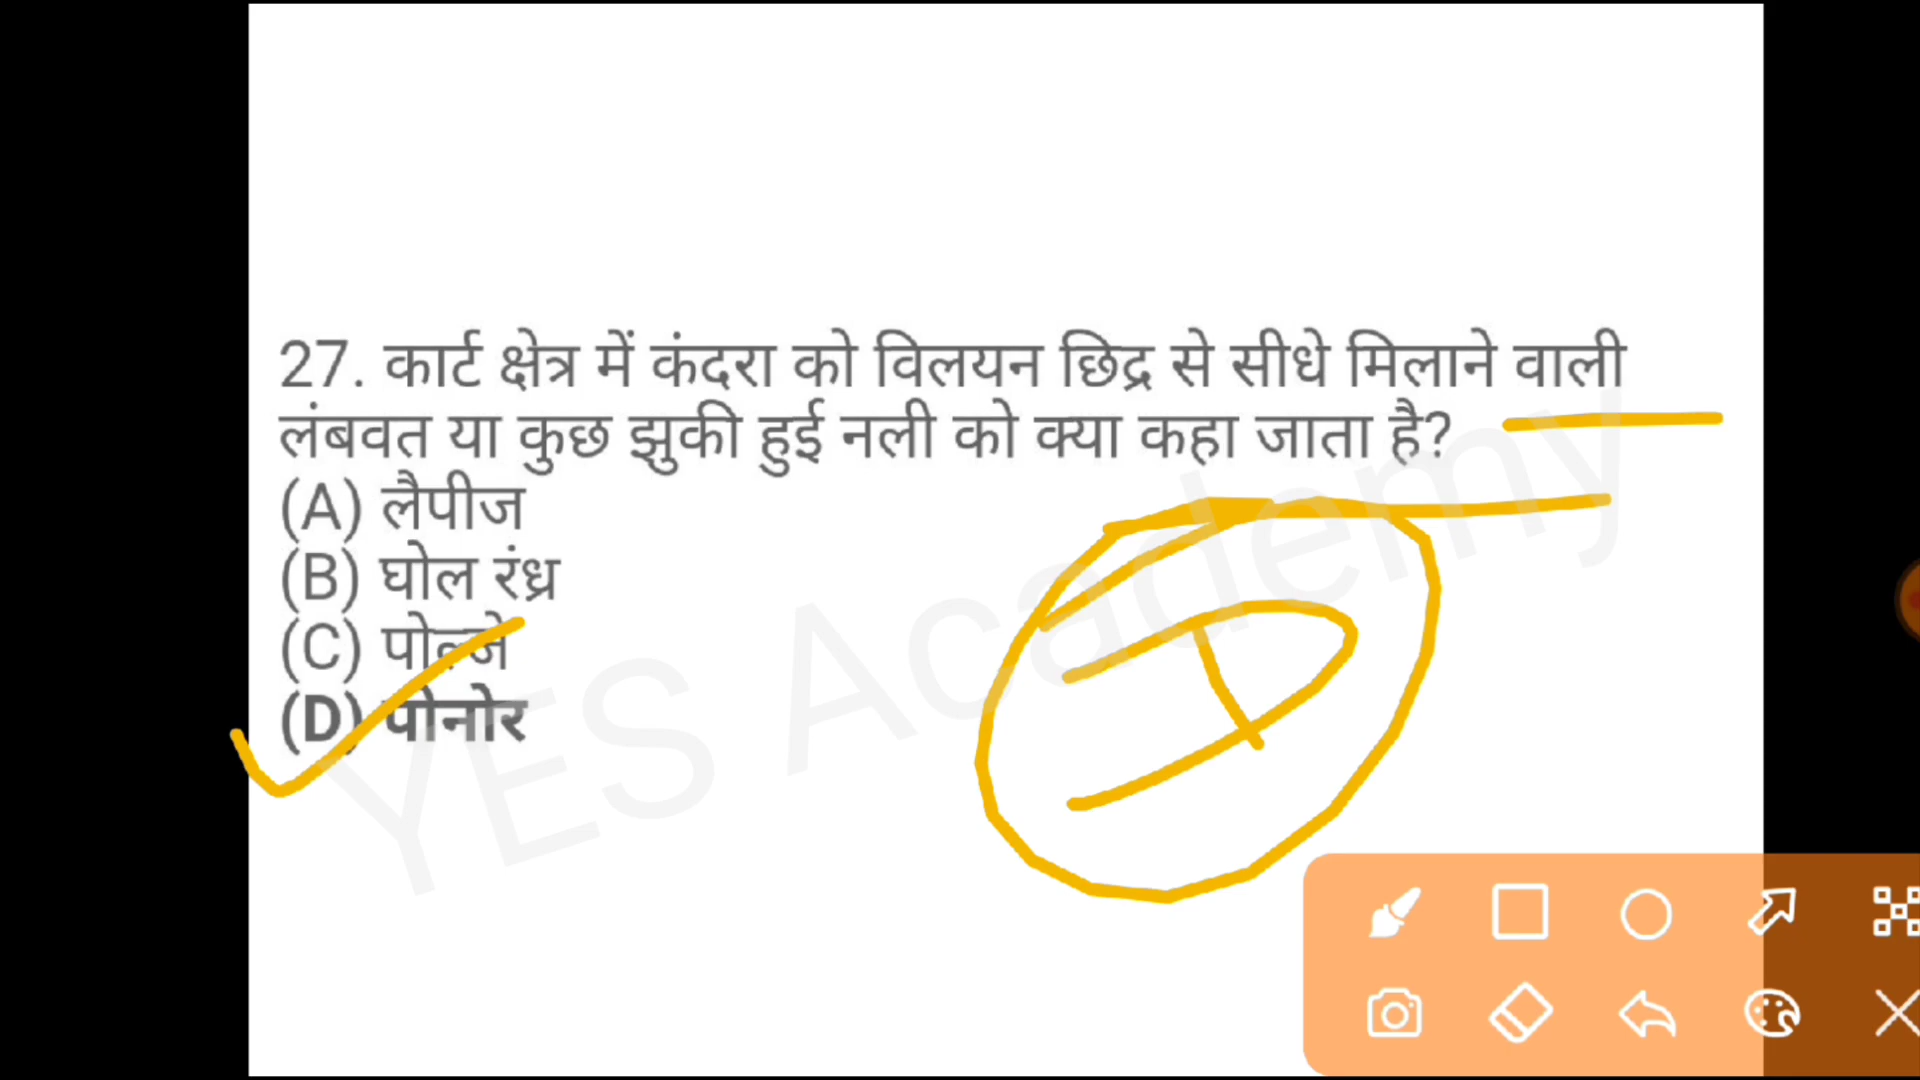 27. कार्ट क्षेत्र में कंदरा को विलयन छिद्र से सीधे मिलाने वाली
लंबवत या कुछ झुकी हुई नली को क्या कहा जाता है?
(A) लैपीज
(B) घोल रंध्र
(C) पोल्जे
(D) पोनोर
YES Academy
D